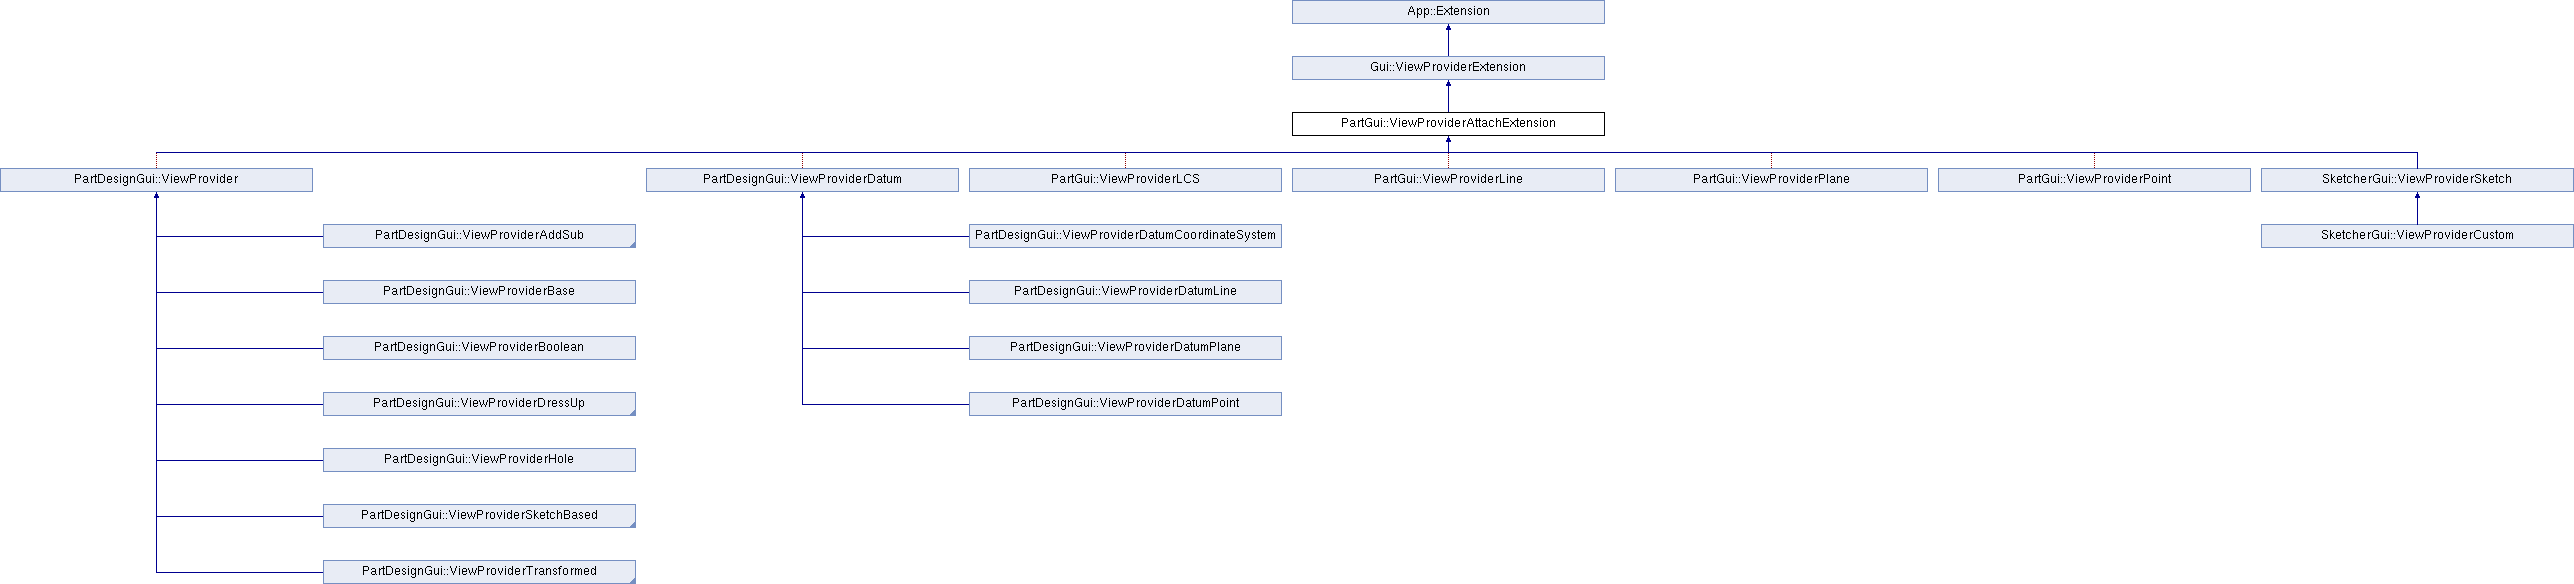 App::Extension
Gui::ViewProviderExtension
PartGui::ViewProviderAttachExtension
PartDesignGui::ViewProvider
PartDesignGui::ViewProviderDatum
PartGui::ViewProviderLCS
PartGui::ViewProviderLine
PartGui::ViewProviderPlane
PartGui::ViewProviderPoint
SketcherGui::ViewProviderSketch
PartDesignGui::ViewProviderAddSub
PartDesignGui::ViewProviderDatumCoordinateSystem
SketcherGui::ViewProviderCustom
PartDesignGui::ViewProviderBase
PartDesignGui::ViewProviderDatumLine
PartDesignGui::ViewProviderBoolean
PartDesignGui::ViewProviderDatumPlane
PartDesignGui::ViewProviderDressUp
PartDesignGui::ViewProviderDatumPoint
PartDesignGui::ViewProviderHole
PartDesignGui::ViewProviderSketchBased
PartDesignGui::ViewProviderTransformed